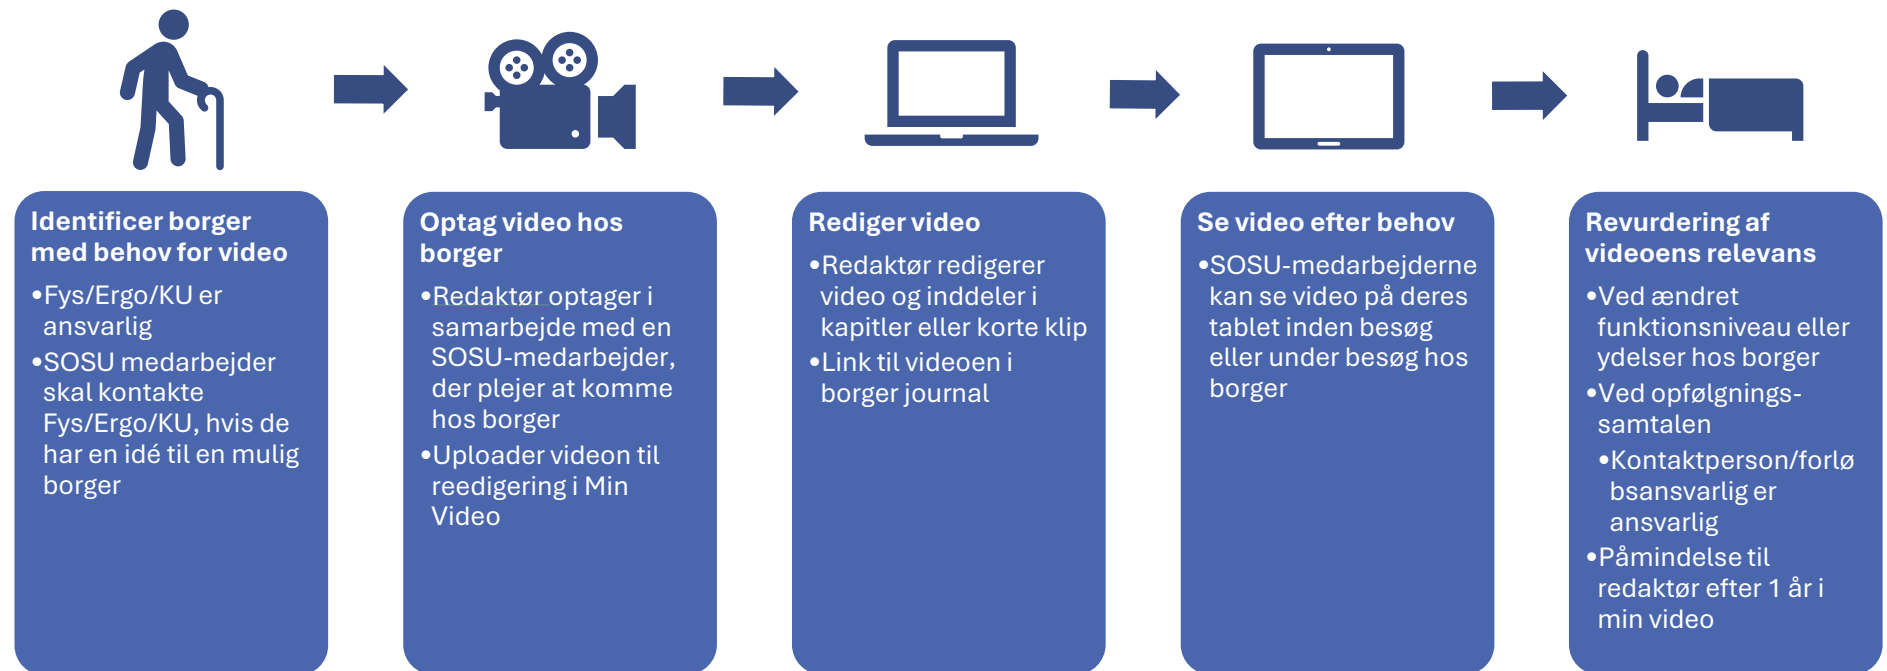 Identificer borger
med behov for video
•Fys/Ergo/KU er
ansvarlig
•SOSU medarbejder
skal kontakte
Fys/Ergo/KU, hvis de
har en idé til en mulig
borger
Optag video hos
borger
•Redaktør optager i
samarbejde med en
SOSU-medarbejder,
der plejer at komme
hos borger
•Uploader videon til
reedigering i Min
Video
Rediger video
•Redaktør redigerer
video og inddeler i
kapitler eller korte klip
•Link til videoen i
borger journal
Se video efter behov
•SOSU-medarbejderne
kan se video på deres
tablet inden besøg
eller under besøg hos
borger
Revurdering af
videoens relevans
•Ved ændret
funktionsniveau eller
ydelser hos borger
•Ved opfølgnings-
samtalen
•Kontaktperson/forlø
bsansvarlig er
ansvarlig
•Påmindelse til
redaktør efter 1 år i
min video